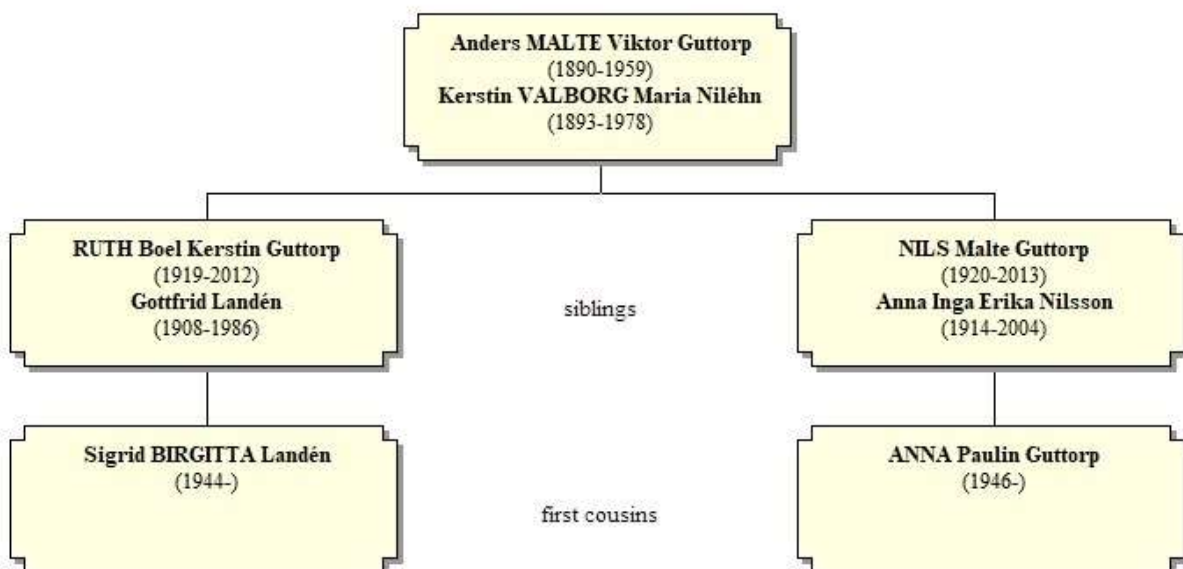 Anders MALTE Viktor Guttorp
(1890-1959)
Kerstin VALBORG Maria Niléhn
(1893-1978)
RUTH Boel Kerstin Guttorp
(1919-2012)
Gottfrid Landén
(1908-1986)
siblings
NILS Malte Guttorp
(1920-2013)
Anna Inga Erika Nilsson
(1914-2004)
Sigrid BIRGITTA Landén
(1944-)
first cousins
ANNA Paulin Guttorp
(1946-)